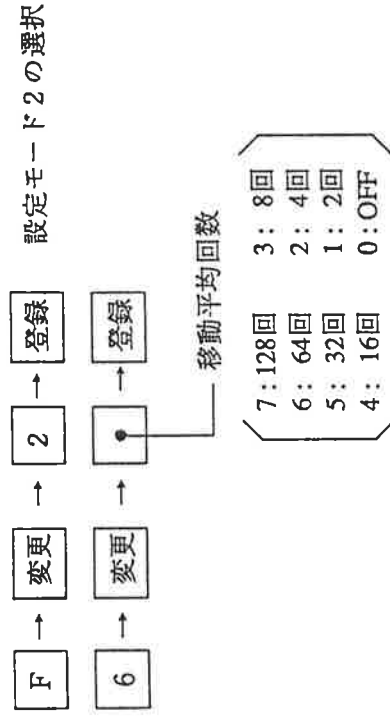 F → 変更 → 2 → 登録 設定モード2の選択
6 → 変更 → → 登録
移動平均回数
7:128回 3: 8回
6: 64回 2: 4回
5: 32回 1: 2回
4: 16回 0:OFF